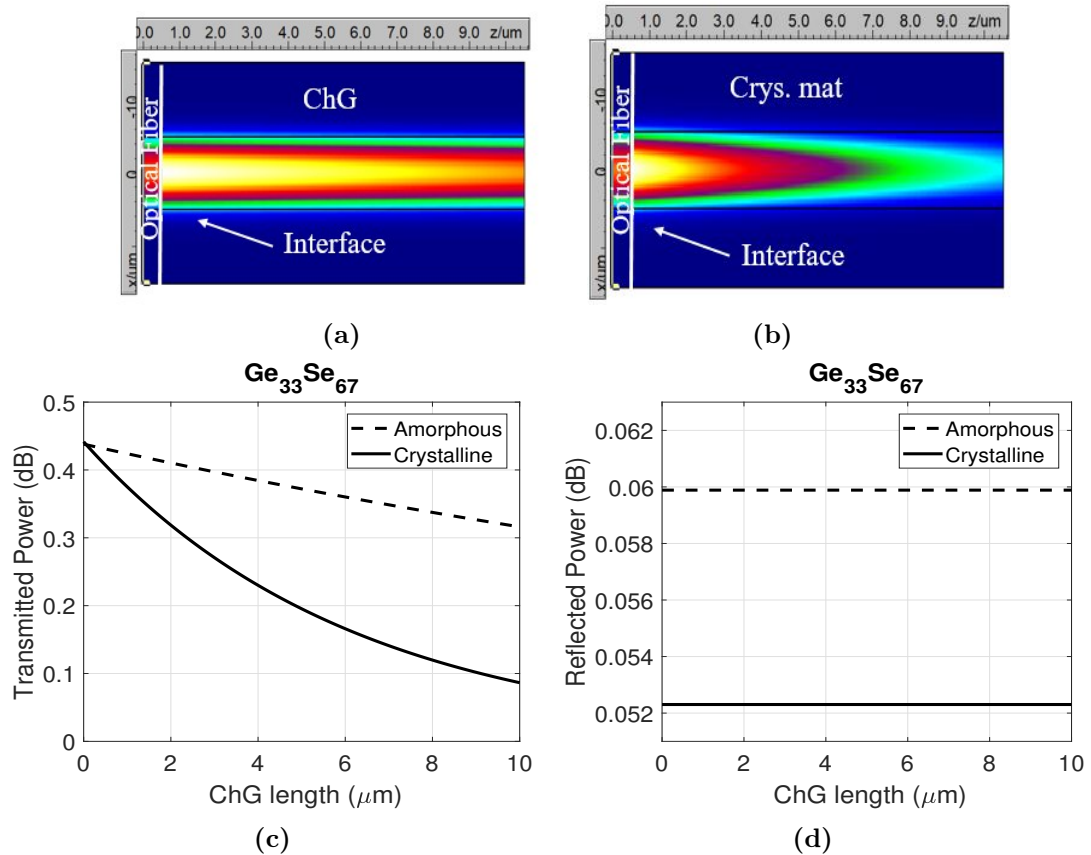 0.0 1.0 2.0 3.0 4.0 5.0 6.0 7.0 8.0 9.0 z/um
-10
0
x/um
Optical Fiber
ChG
Interface
(a)
0.0 1.0 2.0 3.0 4.0 5.0 6.0 7.0 8.0 9.0 z/um
-10
0
x/um
Optical Fiber
Crys. mat
Interface
(b)
Ge33Se67
0.5
0.4
0.3
0.2
0.1
0
Transmitted Power (dB)
Amorphous
Crystalline
0 2 4 6 8 10
ChG length (μm)
(c)
Ge33Se67
0.062
0.06
0.058
0.056
0.054
0.052
Reflected Power (dB)
Amorphous
Crystalline
0 2 4 6 8 10
ChG length (μm)
(d)